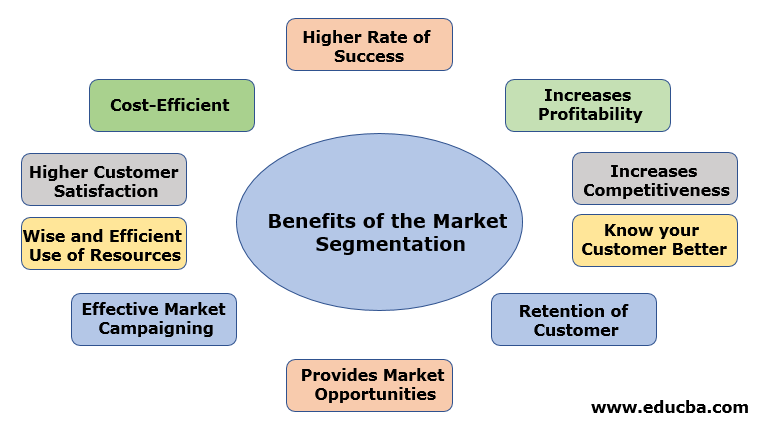 Higher Rate of
Success
Cost-Efficient
Increases
Profitability
Higher Customer
Satisfaction
Increases
Competitiveness
Benefits of the Market
Segmentation
Wise and Efficient
Use of Resources
Know your
Customer Better
Effective Market
Campaigning
Retention of
Customer
Provides Market
Opportunities
www.educba.com